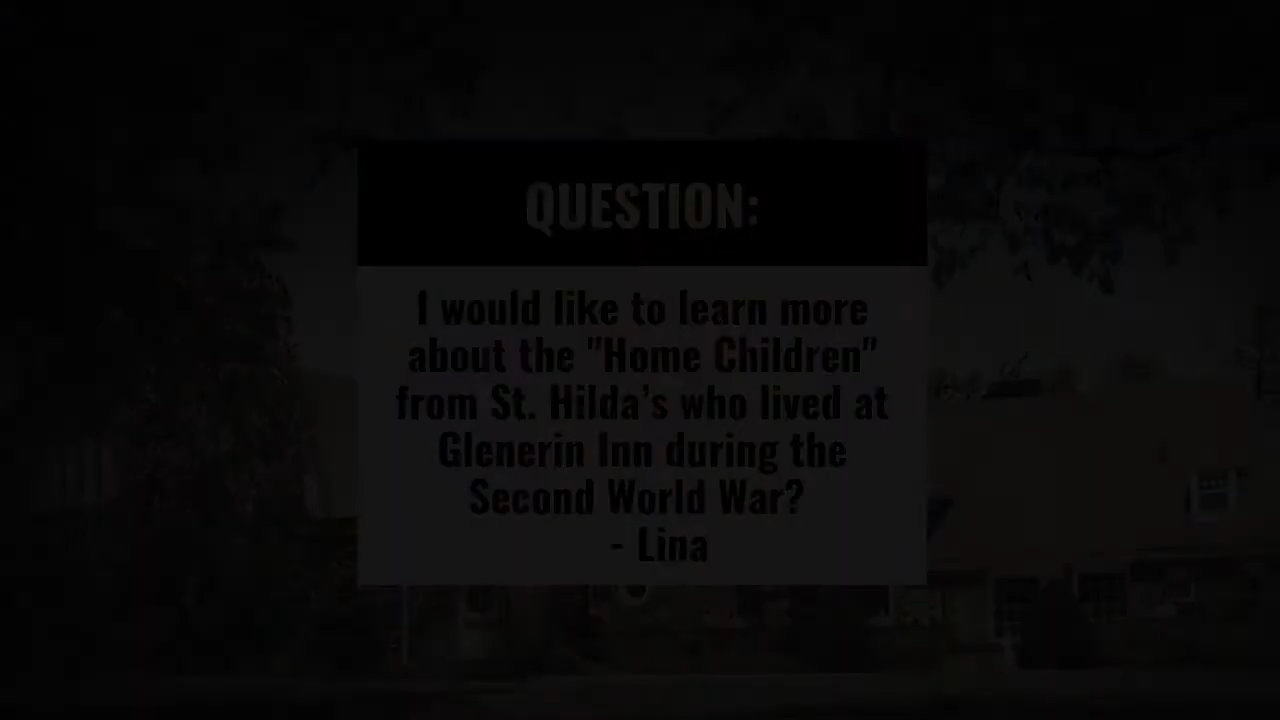 QUESTION:
I would like to learn more
about the "Home Children"
from St. Hilda's who lived at
Glenerin Inn during the
Second World War?
- Lina